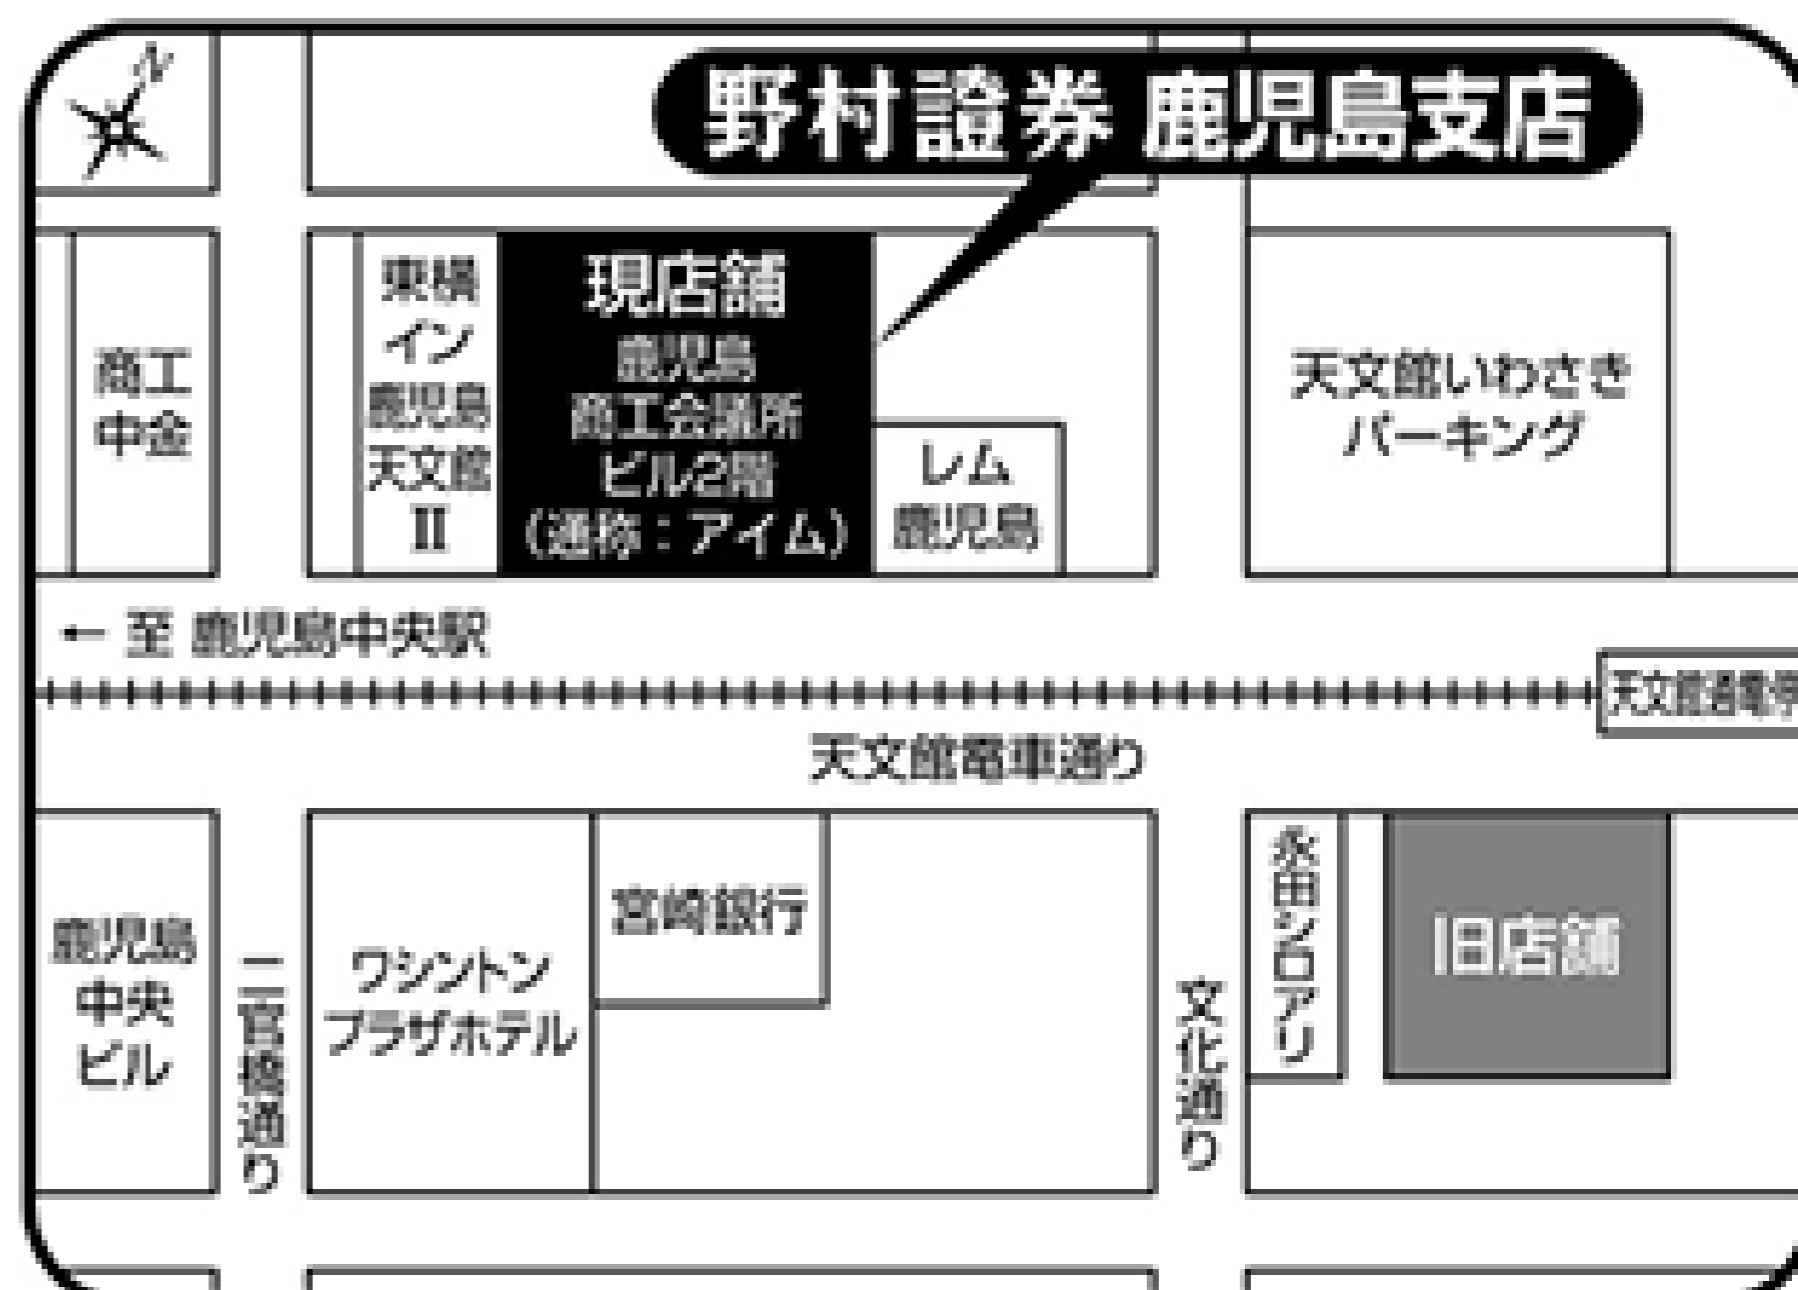 N
野村證券 鹿児島支店
商工
中金
東横
イン
鹿児島
天文館
II
現店舗
鹿児島
商工会議所
ビル2階
(通称：アイム)
レム
鹿児島
天文館いわさき
パーキング
← 至 鹿児島中央駅
天文館通電停
天文館電車通り
鹿児島
中央
ビル
二官橋通り
ワシントン
プラザホテル
宮崎銀行
文化通り
永田シロアリ
旧店舗